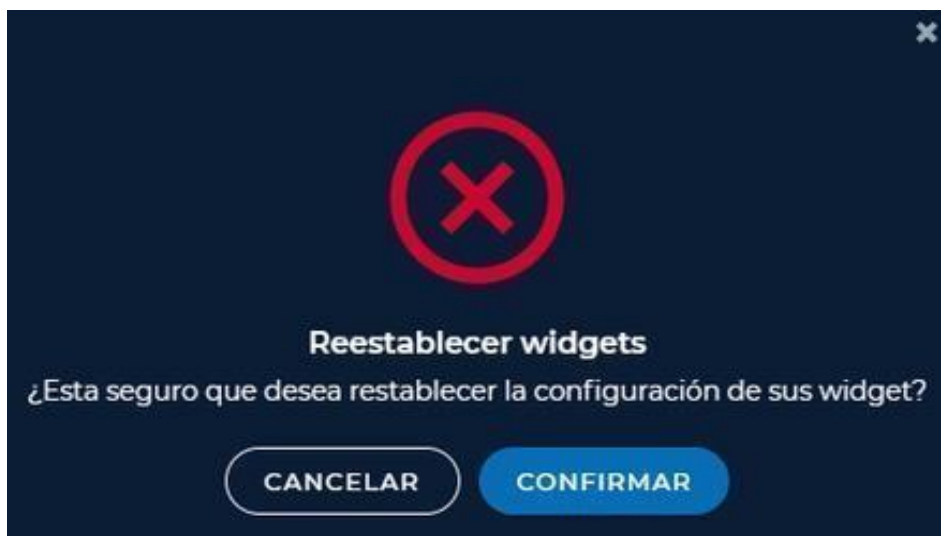 Reestablecer widgets
¿Esta seguro que desea restablecer la configuración de sus widget?
CANCELAR
CONFIRMAR